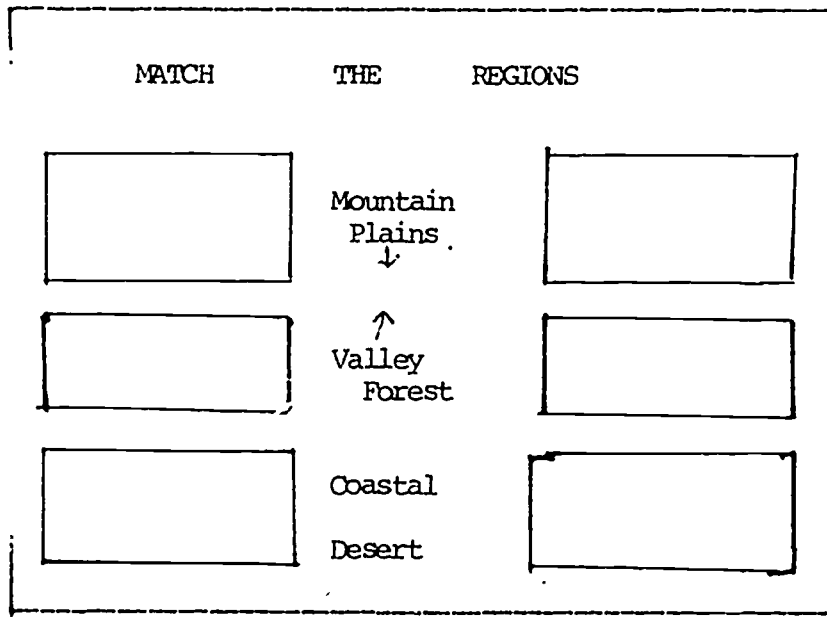 MATCH THE REGIONS
Mountain
Plains
↓
↑
Valley
Forest
Coastal
Desert